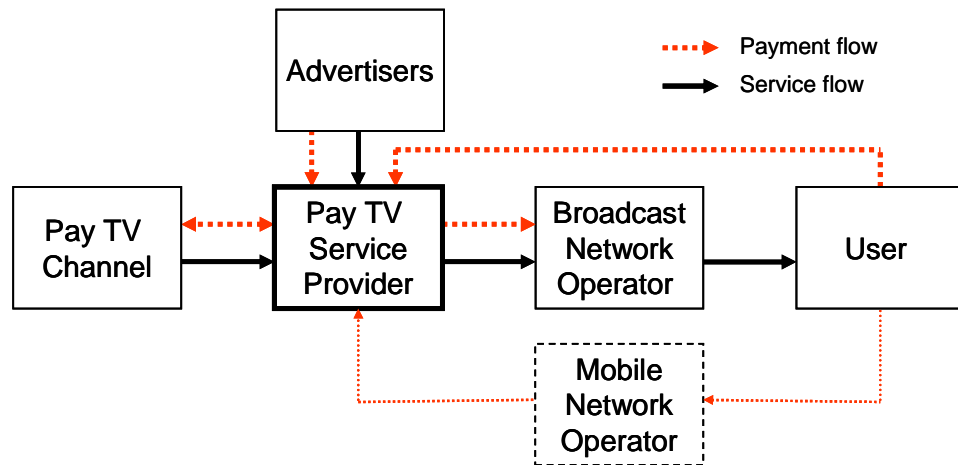 Advertisers
Payment flow
Service flow
Pay TV
Channel
Pay TV
Service
Provider
Broadcast
Network
Operator
User
Mobile
Network
Operator